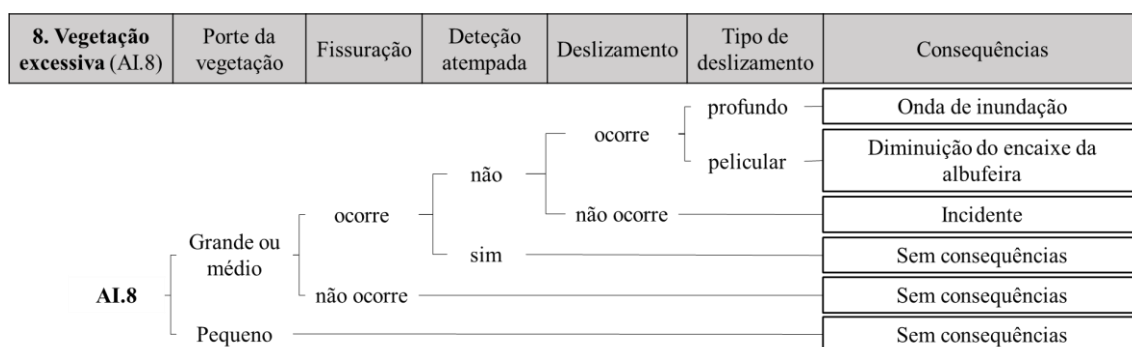 8. Vegetação
excessiva (AI.8)
Porte da
vegetação
Fissuração
Deteção
atempada
Deslizamento
Tipo de
deslizamento
Consequências
profundo
Onda de inundação
ocorre
pelicular
Diminuição do encaixe da
albufeira
não
ocorre
não ocorre
Incidente
Grande ou
médio
sim
Sem consequências
AI.8
não ocorre
Sem consequências
Pequeno
Sem consequências